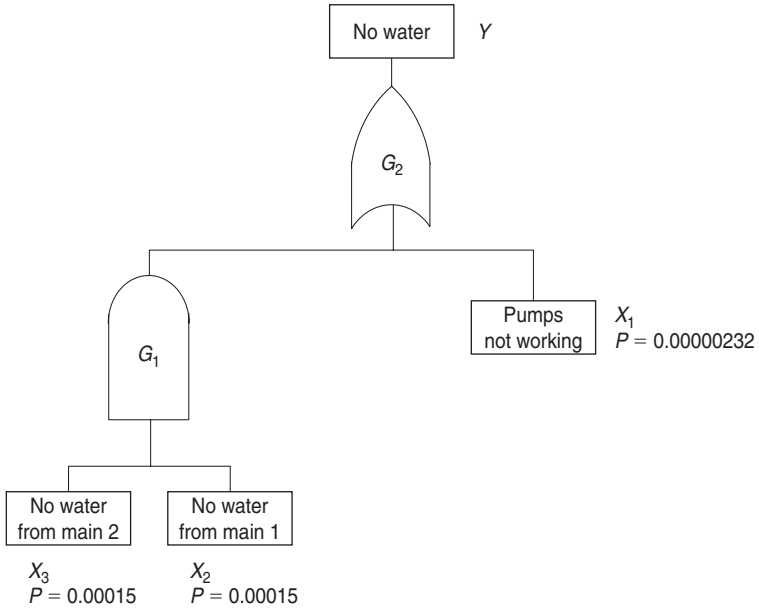 No water
Y
G2
G1
Pumps
not working
X1
P = 0.00000232
No water
from main 2
No water
from main 1
X3
P = 0.00015
X2
P = 0.00015